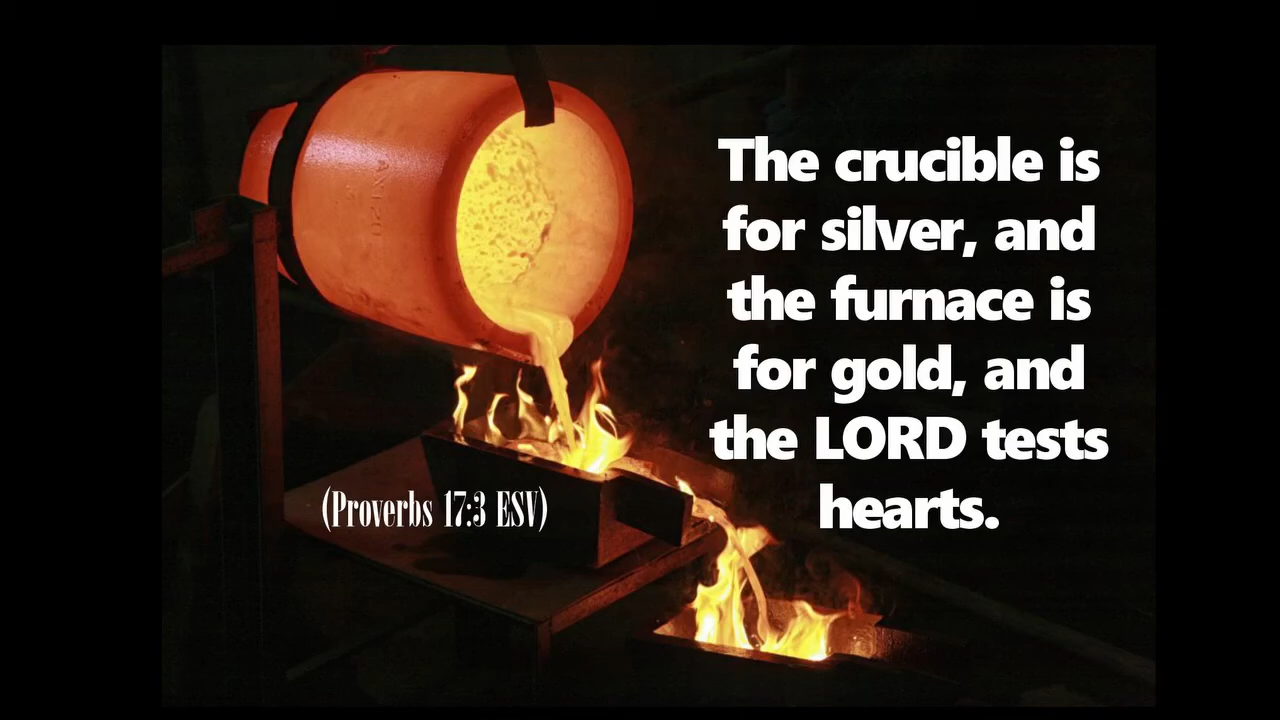 The crucible is
for silver, and
the furnace is
for gold, and
the LORD tests
hearts.
(Proverbs 17:3 ESV)